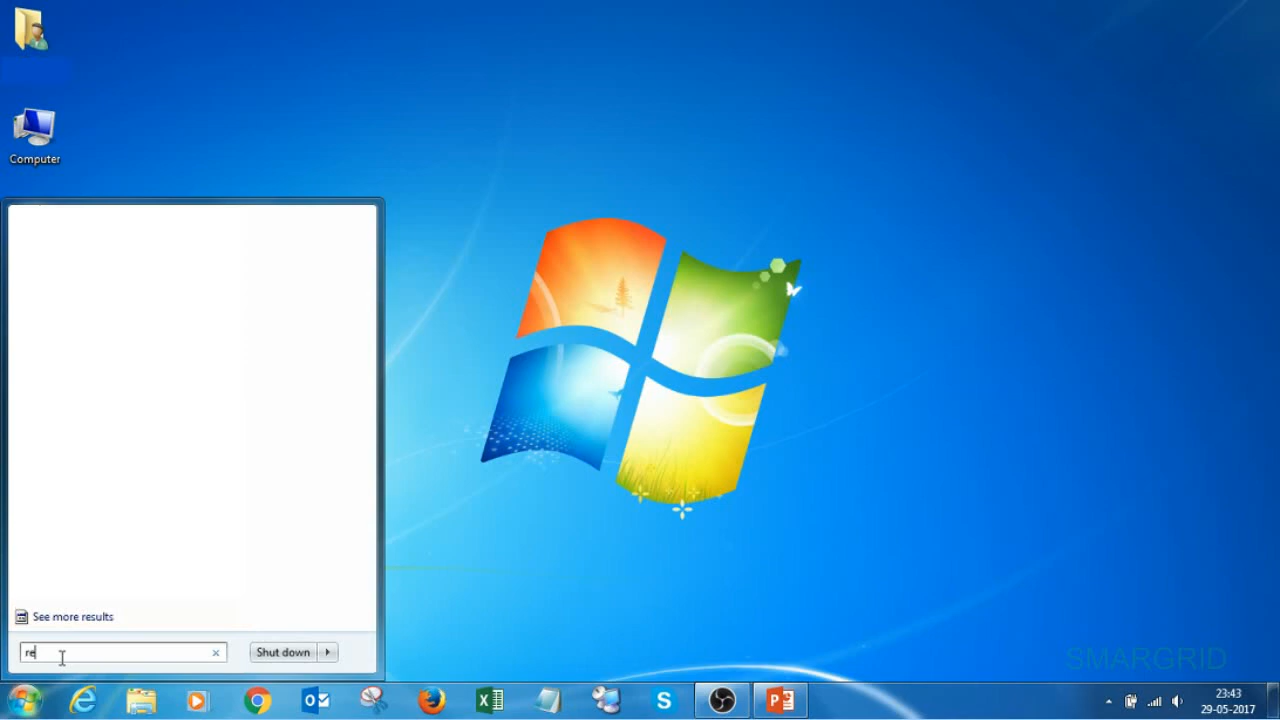 Computer
See more results
re
Shut down
SMARGRID
23:43
29-05-2017